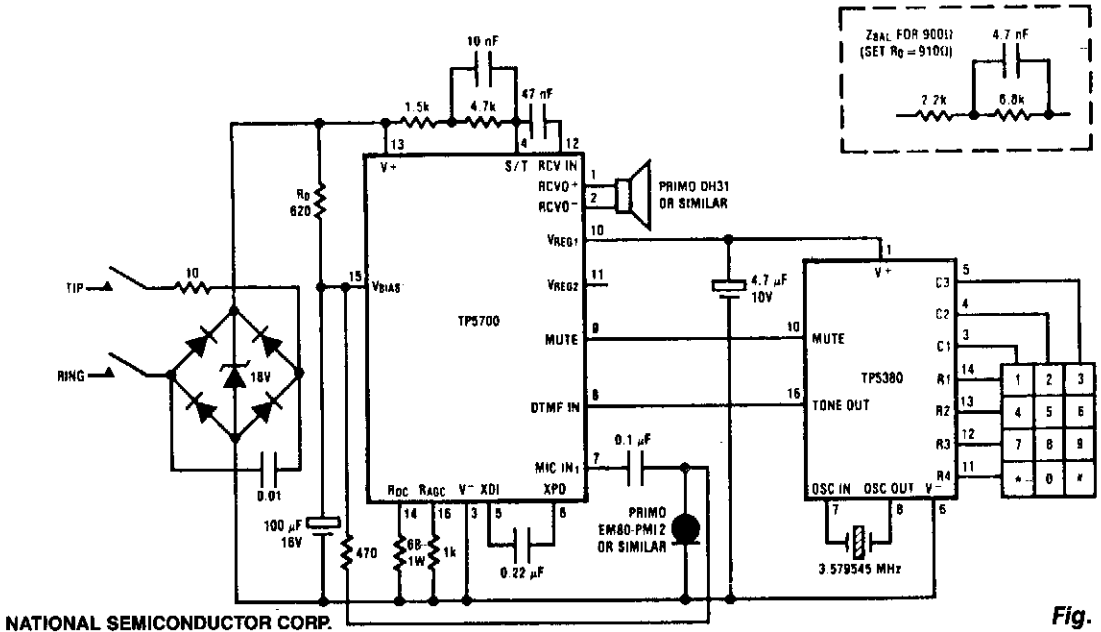 10 nF
1.5k
4.7k
47 nF
13
4
12
V+
S/T
RCV IN
RCVO+
1
RCVO−
2
PRIMO DH31
OR SIMILAR
R0
620
VREG1
10
VREG2
11
15
VBIAS
TP5700
MUTE
9
DTMF IN
MIC IN1
7
RDC
RAGC
V−
XDI
XPD
14
16
3
5
6
TIP
10
RING
18V
0.01
100 µF
16V
470
68
1W
1k
0.22 µF
0.1 µF
PRIMO
OR SIMILAR
4.7 µF
10V
ZBAL FOR 900Ω
(SET R0 = 910Ω)
4.7 nF
2.2k
6.8k
1
V+
C3
5
C2
4
C1
3
10
MUTE
TP5380
16
TONE OUT
R1
14
R2
13
R3
12
R4
11
OSC IN
OSC OUT
V−
7
8
6
1 2 3
4 5 6
7 8 9
* 0 #
3.579545 MHz
NATIONAL SEMICONDUCTOR CORP.
Fig.